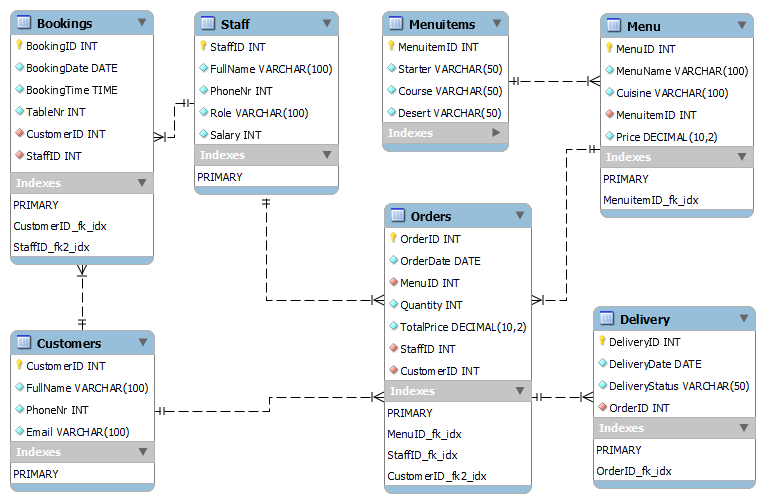 Bookings
BookingID INT
BookingDate DATE
BookingTime TIME
TableNr INT
CustomerID INT
StaffID INT
Indexes
PRIMARY
CustomerID_fk_idx
StaffID_fk2_idx
Staff
StaffID INT
FullName VARCHAR(100)
PhoneNr INT
Role VARCHAR(100)
Salary INT
Indexes
PRIMARY
Menuitems
MenuitemID INT
Starter VARCHAR(50)
Course VARCHAR(50)
Desert VARCHAR(50)
Indexes
Menu
MenuID INT
MenuName VARCHAR(100)
Cuisine VARCHAR(100)
MenuitemID INT
Price DECIMAL(10,2)
Indexes
PRIMARY
MenuitemID_fk_idx
Customers
CustomerID INT
FullName VARCHAR(100)
PhoneNr INT
Email VARCHAR(100)
Indexes
PRIMARY
Orders
OrderID INT
OrderDate DATE
MenuID INT
Quantity INT
TotalPrice DECIMAL(10,2)
StaffID INT
CustomerID INT
Indexes
PRIMARY
MenuID_fk_idx
StaffID_fk_idx
CustomerID_fk2_idx
Delivery
DeliveryID INT
DeliveryDate DATE
DeliveryStatus VARCHAR(50)
OrderID INT
Indexes
PRIMARY
OrderID_fk_idx